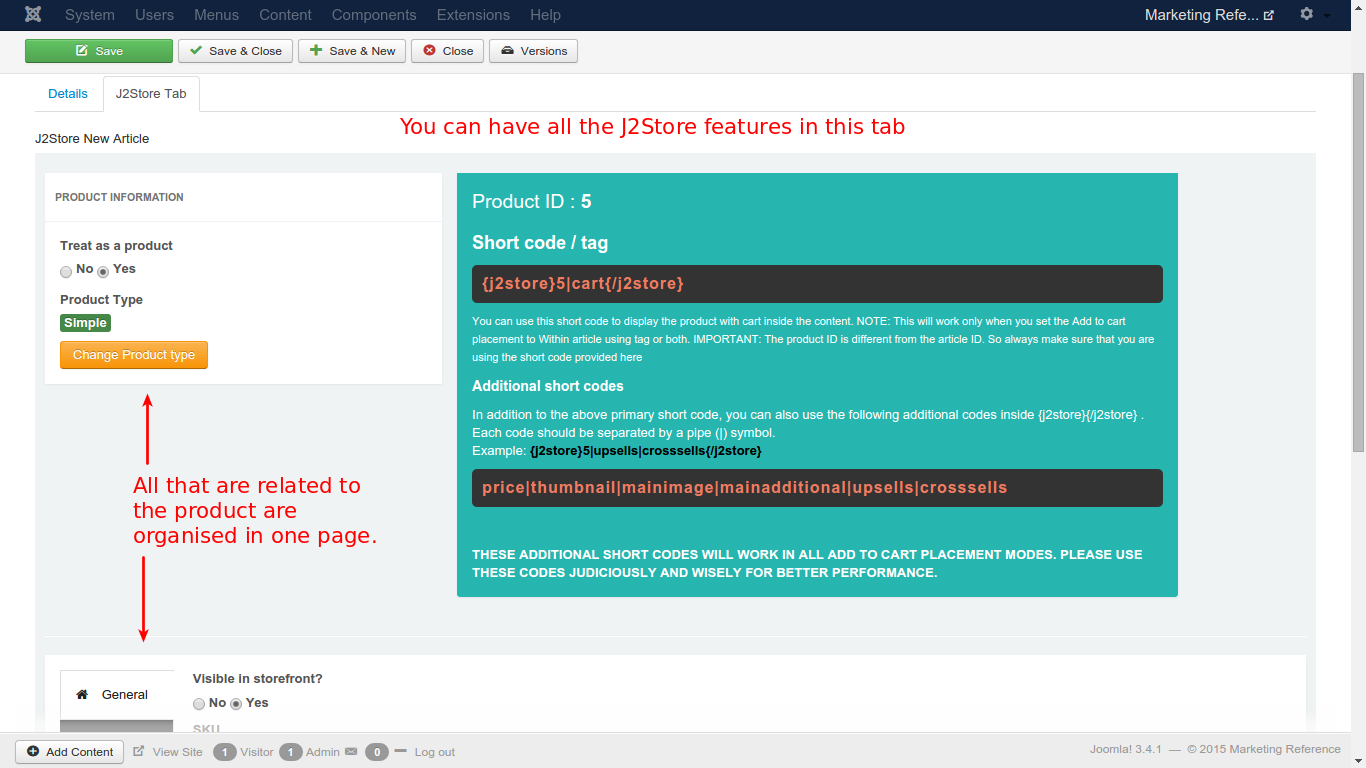 System Users Menus Content Components Extensions Help Marketing Refe...
Save Save & Close Save & New Close Versions
Details J2Store Tab
You can have all the J2Store features in this tab
J2Store New Article
PRODUCT INFORMATION
Treat as a product
No Yes
Product Type
Simple
Change Product type
All that are related to
the product are
organised in one page.
Product ID : 5
Short code / tag
{j2store}5|cart{/j2store}
You can use this short code to display the product with cart inside the content. NOTE: This will work only when you set the Add to cart
placement to Within article using tag or both. IMPORTANT: The product ID is different from the article ID. So always make sure that you are
using the short code provided here
Additional short codes
In addition to the above primary short code, you can also use the following additional codes inside {j2store}{/j2store} .
Each code should be separated by a pipe (|) symbol.
Example: {j2store}5|upsells|crosssells{/j2store}
price|thumbnail|mainimage|mainadditional|upsells|crosssells
THESE ADDITIONAL SHORT CODES WILL WORK IN ALL ADD TO CART PLACEMENT MODES. PLEASE USE
THESE CODES JUDICIOUSLY AND WISELY FOR BETTER PERFORMANCE.
General
Visible in storefront?
No Yes
SKU
Add Content View Site 1 Visitor 1 Admin 0 Log out Joomla! 3.4.1 — © 2015 Marketing Reference